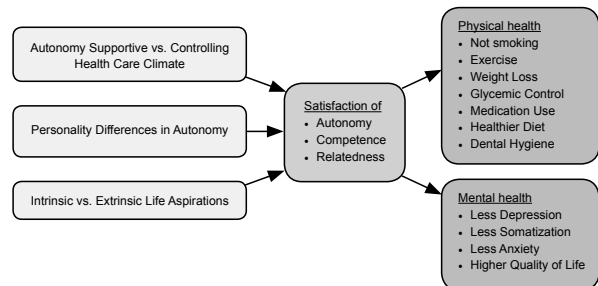 Autonomy Supportive vs. Controlling
Health Care Climate
Personality Differences in Autonomy
Intrinsic vs. Extrinsic Life Aspirations
Satisfaction of
• Autonomy
• Competence
• Relatedness
Physical health
• Not smoking
• Exercise
• Weight Loss
• Glycemic Control
• Medication Use
• Healthier Diet
• Dental Hygiene
Mental health
• Less Depression
• Less Somatization
• Less Anxiety
• Higher Quality of Life